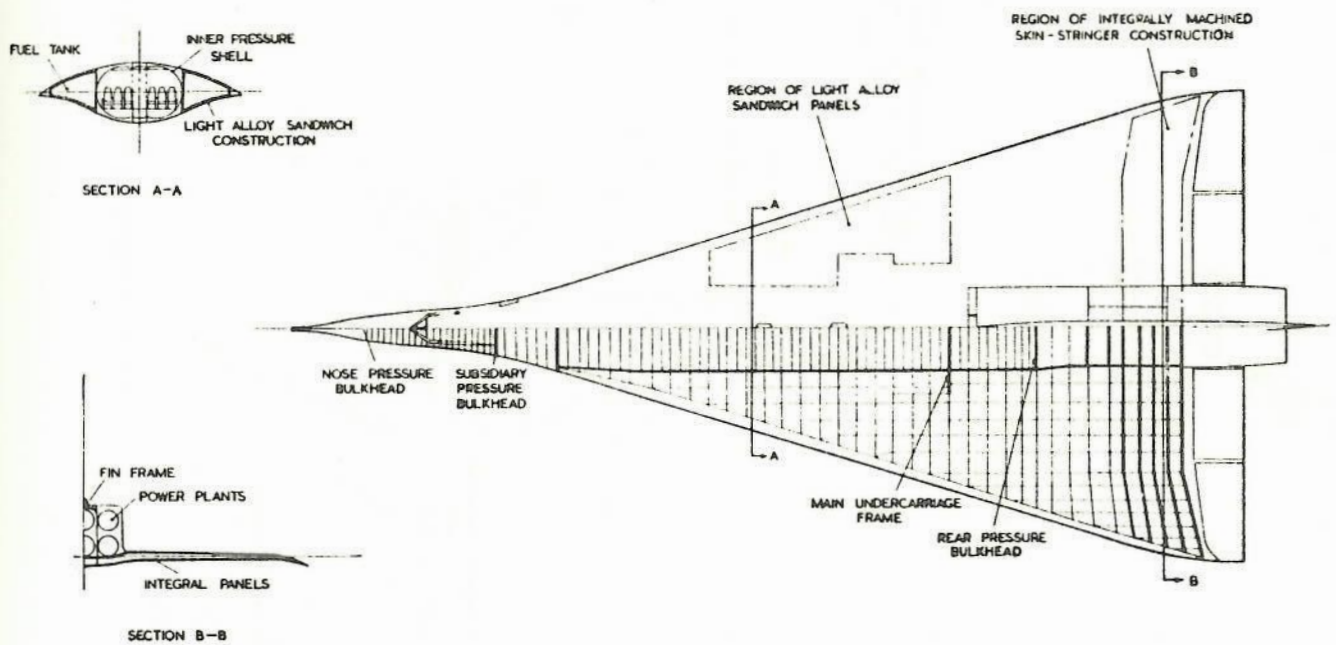 FUEL TANK
INNER PRESSURE
SHELL
LIGHT ALLOY SANDWICH
CONSTRUCTION
SECTION A-A
REGION OF INTEGRALLY MACHINED
SKIN-STRINGER CONSTRUCTION
B
REGION OF LIGHT ALLOY
SANDWICH PANELS
A
NOSE PRESSURE
BULKHEAD
SUBSIDIARY
PRESSURE
BULKHEAD
A
MAIN UNDERCARRIAGE
FRAME
REAR PRESSURE
BULKHEAD
B
FIN FRAME
POWER PLANTS
INTEGRAL PANELS
SECTION B-B